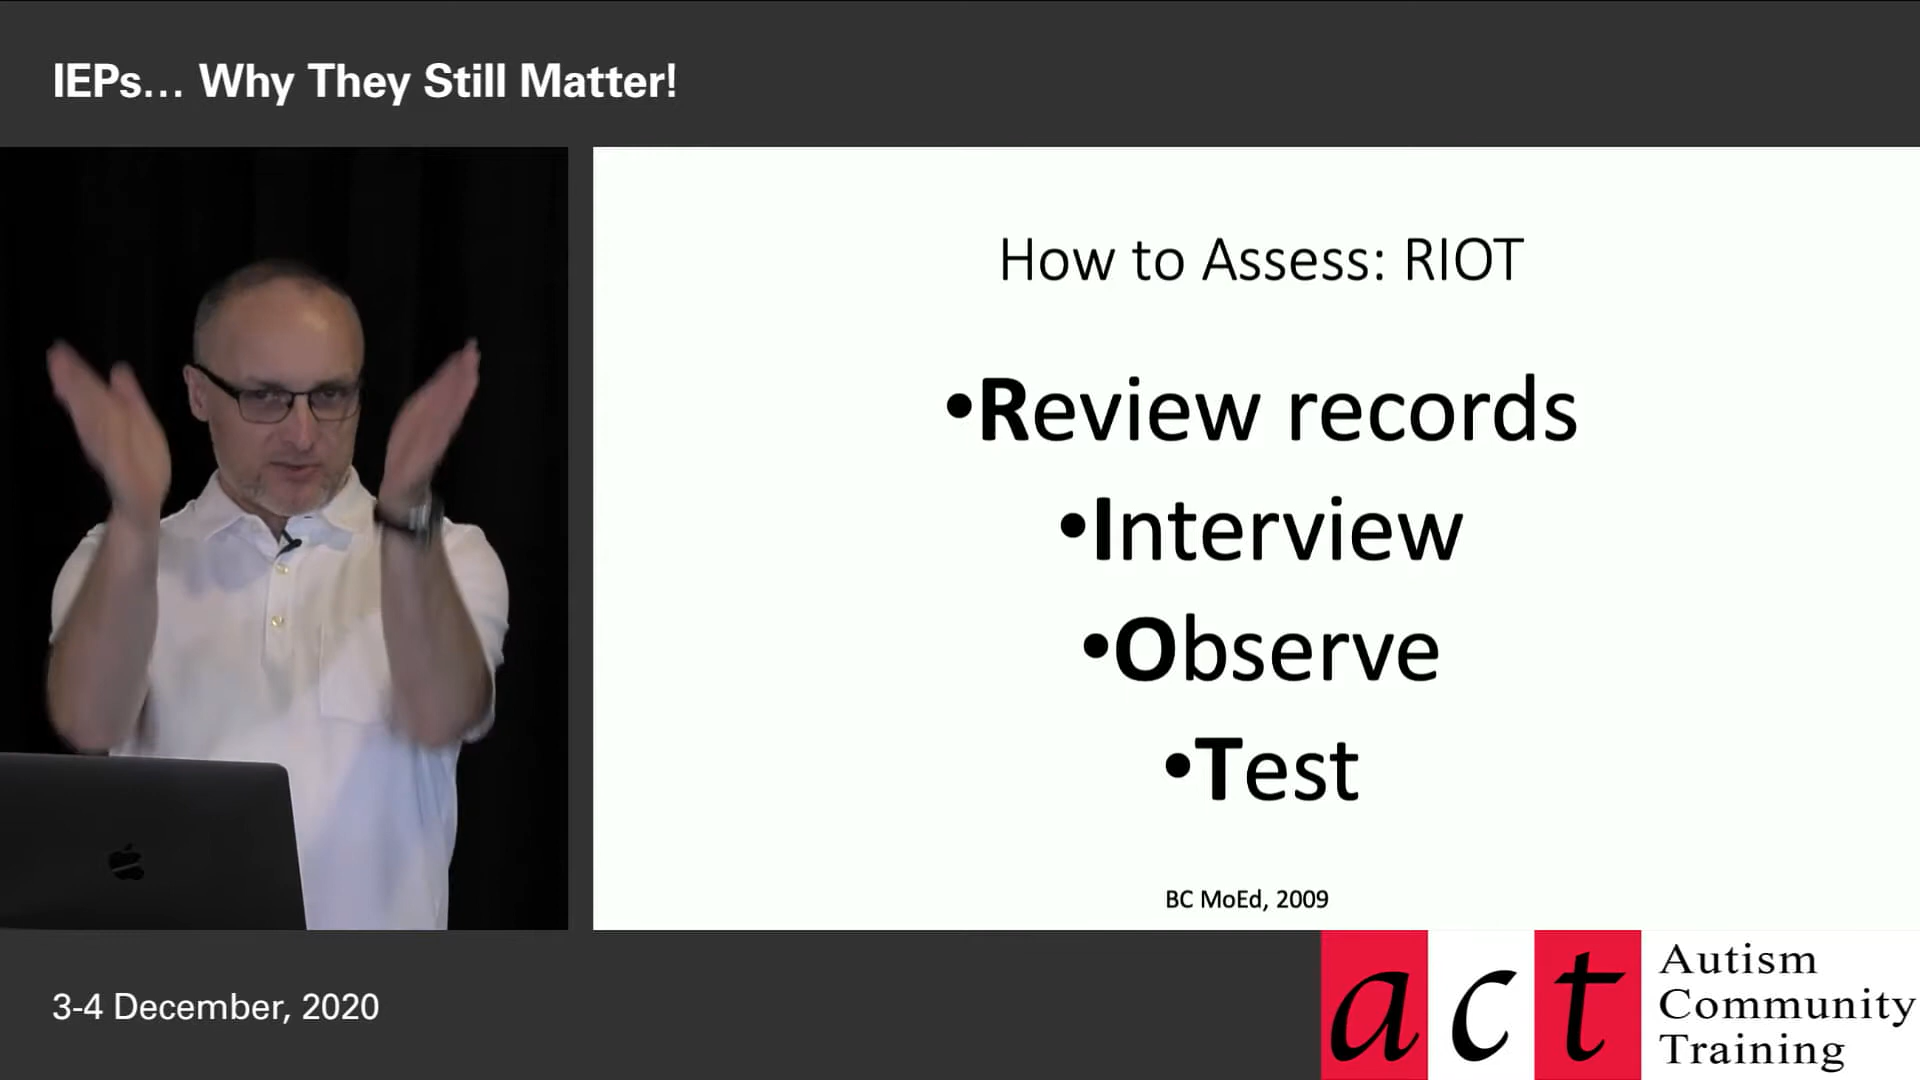 IEPs... Why They Still Matter!
How to Assess: RIOT
•Review records
•Interview
•Observe
•Test
BC MoEd, 2009
3-4 December, 2020
act
Autism
Community
Training